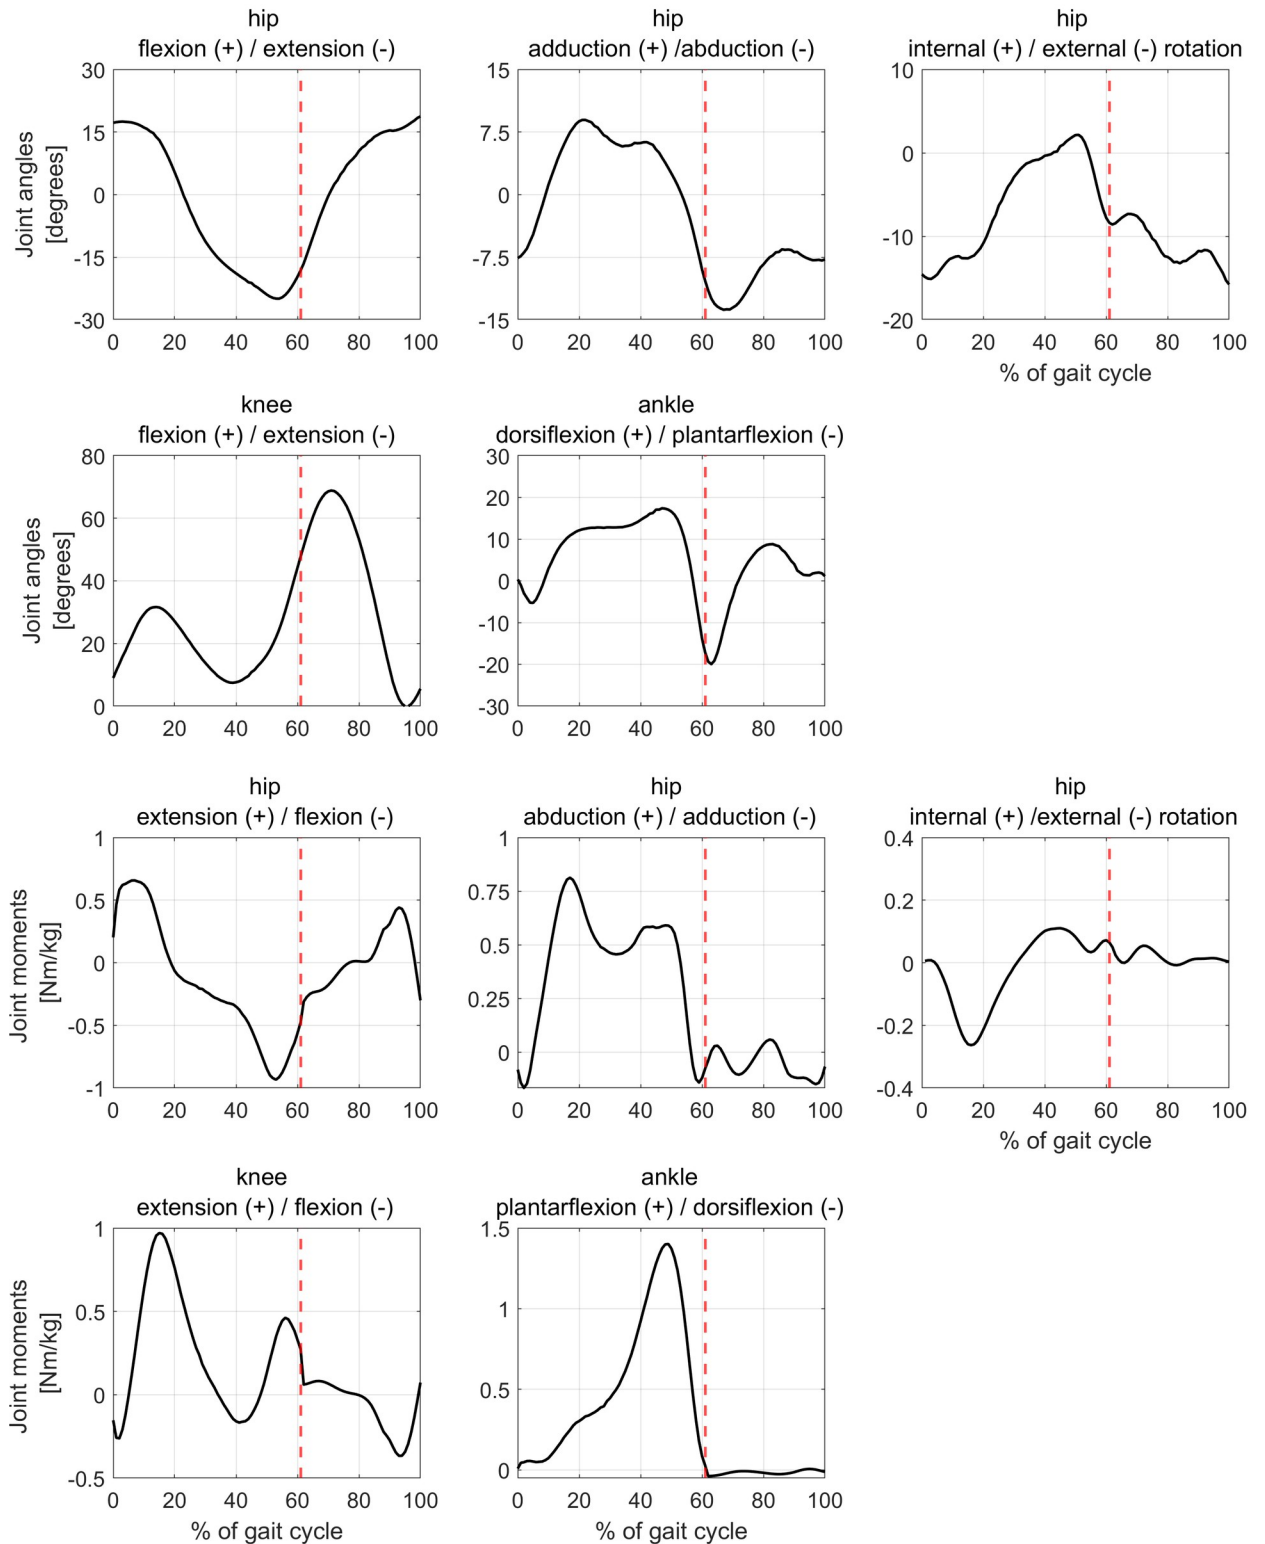 hip
flexion (+) / extension (-)
hip
adduction (+) /abduction (-)
hip
internal (+) / external (-) rotation
Joint angles
[degrees]
30
15
0
-15
-30
0 20 40 60 80 100
15
7.5
0
-7.5
-15
0 20 40 60 80 100
10
0
-10
-20
0 20 40 60 80 100
% of gait cycle
knee
flexion (+) / extension (-)
ankle
dorsiflexion (+) / plantarflexion (-)
Joint angles
[degrees]
80
60
40
20
0
0 20 40 60 80 100
30
20
10
0
-10
-20
-30
0 20 40 60 80 100
hip
extension (+) / flexion (-)
hip
abduction (+) / adduction (-)
hip
internal (+) /external (-) rotation
Joint moments
[Nm/kg]
1
0.5
0
-0.5
-1
0 20 40 60 80 100
1
0.75
0.5
0.25
0
0 20 40 60 80 100
0.4
0.2
0
-0.2
-0.4
0 20 40 60 80 100
% of gait cycle
knee
extension (+) / flexion (-)
ankle
plantarflexion (+) / dorsiflexion (-)
Joint moments
[Nm/kg]
1
0.5
0
-0.5
0 20 40 60 80 100
% of gait cycle
1.5
1
0.5
0
0 20 40 60 80 100
% of gait cycle